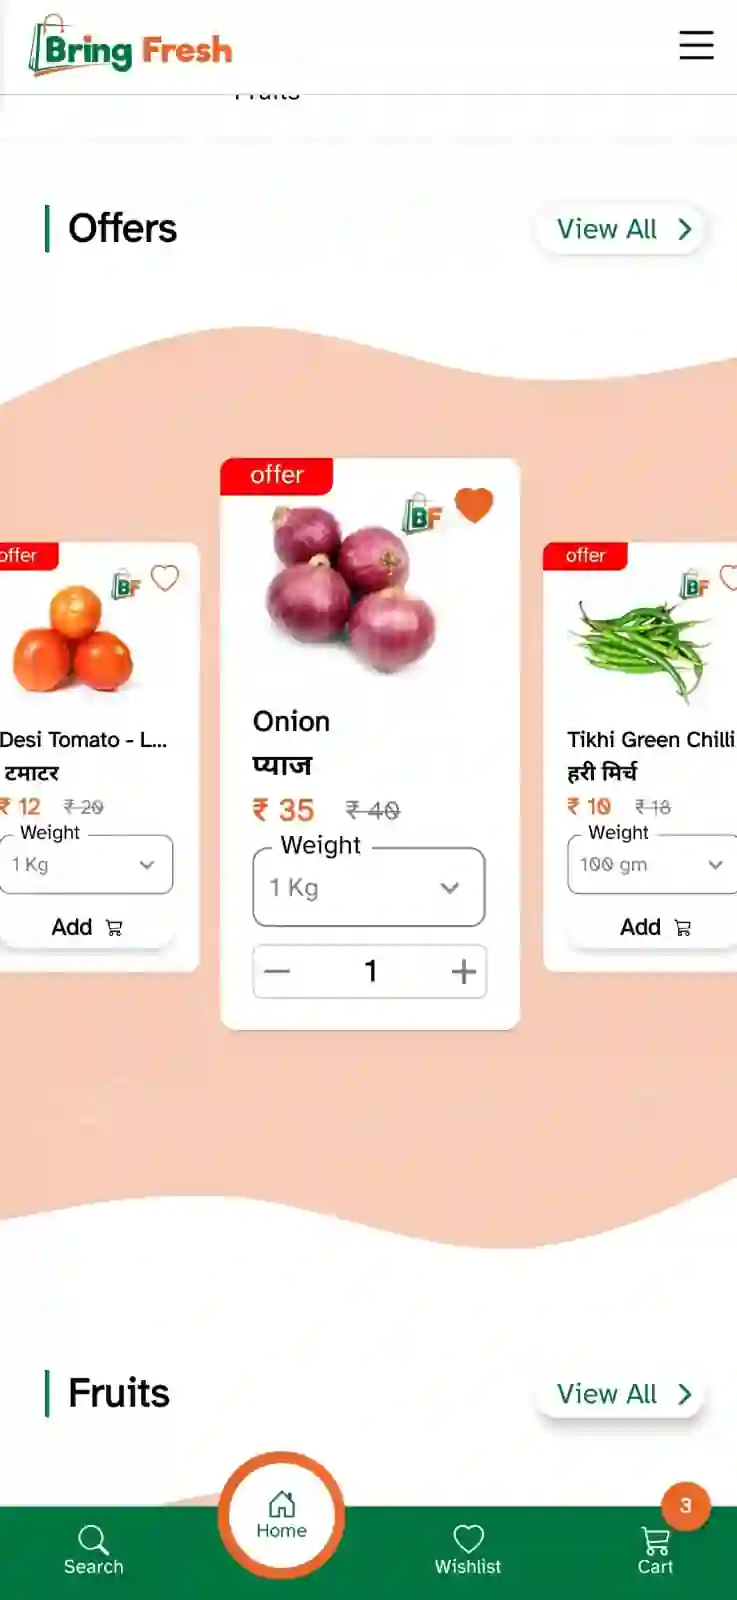 Bring Fresh
Fruits
Offers
View All
offer
BF
Desi Tomato - L...
टमाटर
₹ 12 ₹ 20
Weight
1 Kg
Add
offer
BF
Onion
प्याज
₹ 35 ₹ 40
Weight
1 Kg
1
offer
BF
Tikhi Green Chilli
हरी मिर्च
₹ 10 ₹ 18
Weight
100 gm
Add
Fruits
View All
Search
Home
Wishlist
3
Cart